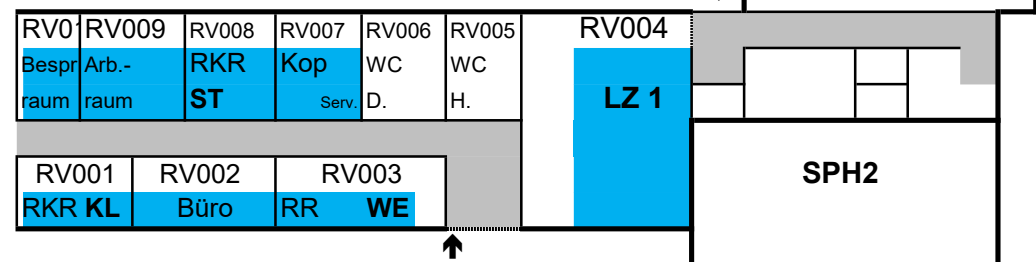 RV01 RV009 RV008 RV007 RV006 RV005 RV004
Bespr Arb.- RKR Kop WC WC
raum raum ST Serv. D. H. LZ 1
RV001 RV002 RV003 SPH2
RKR KL Büro RR WE